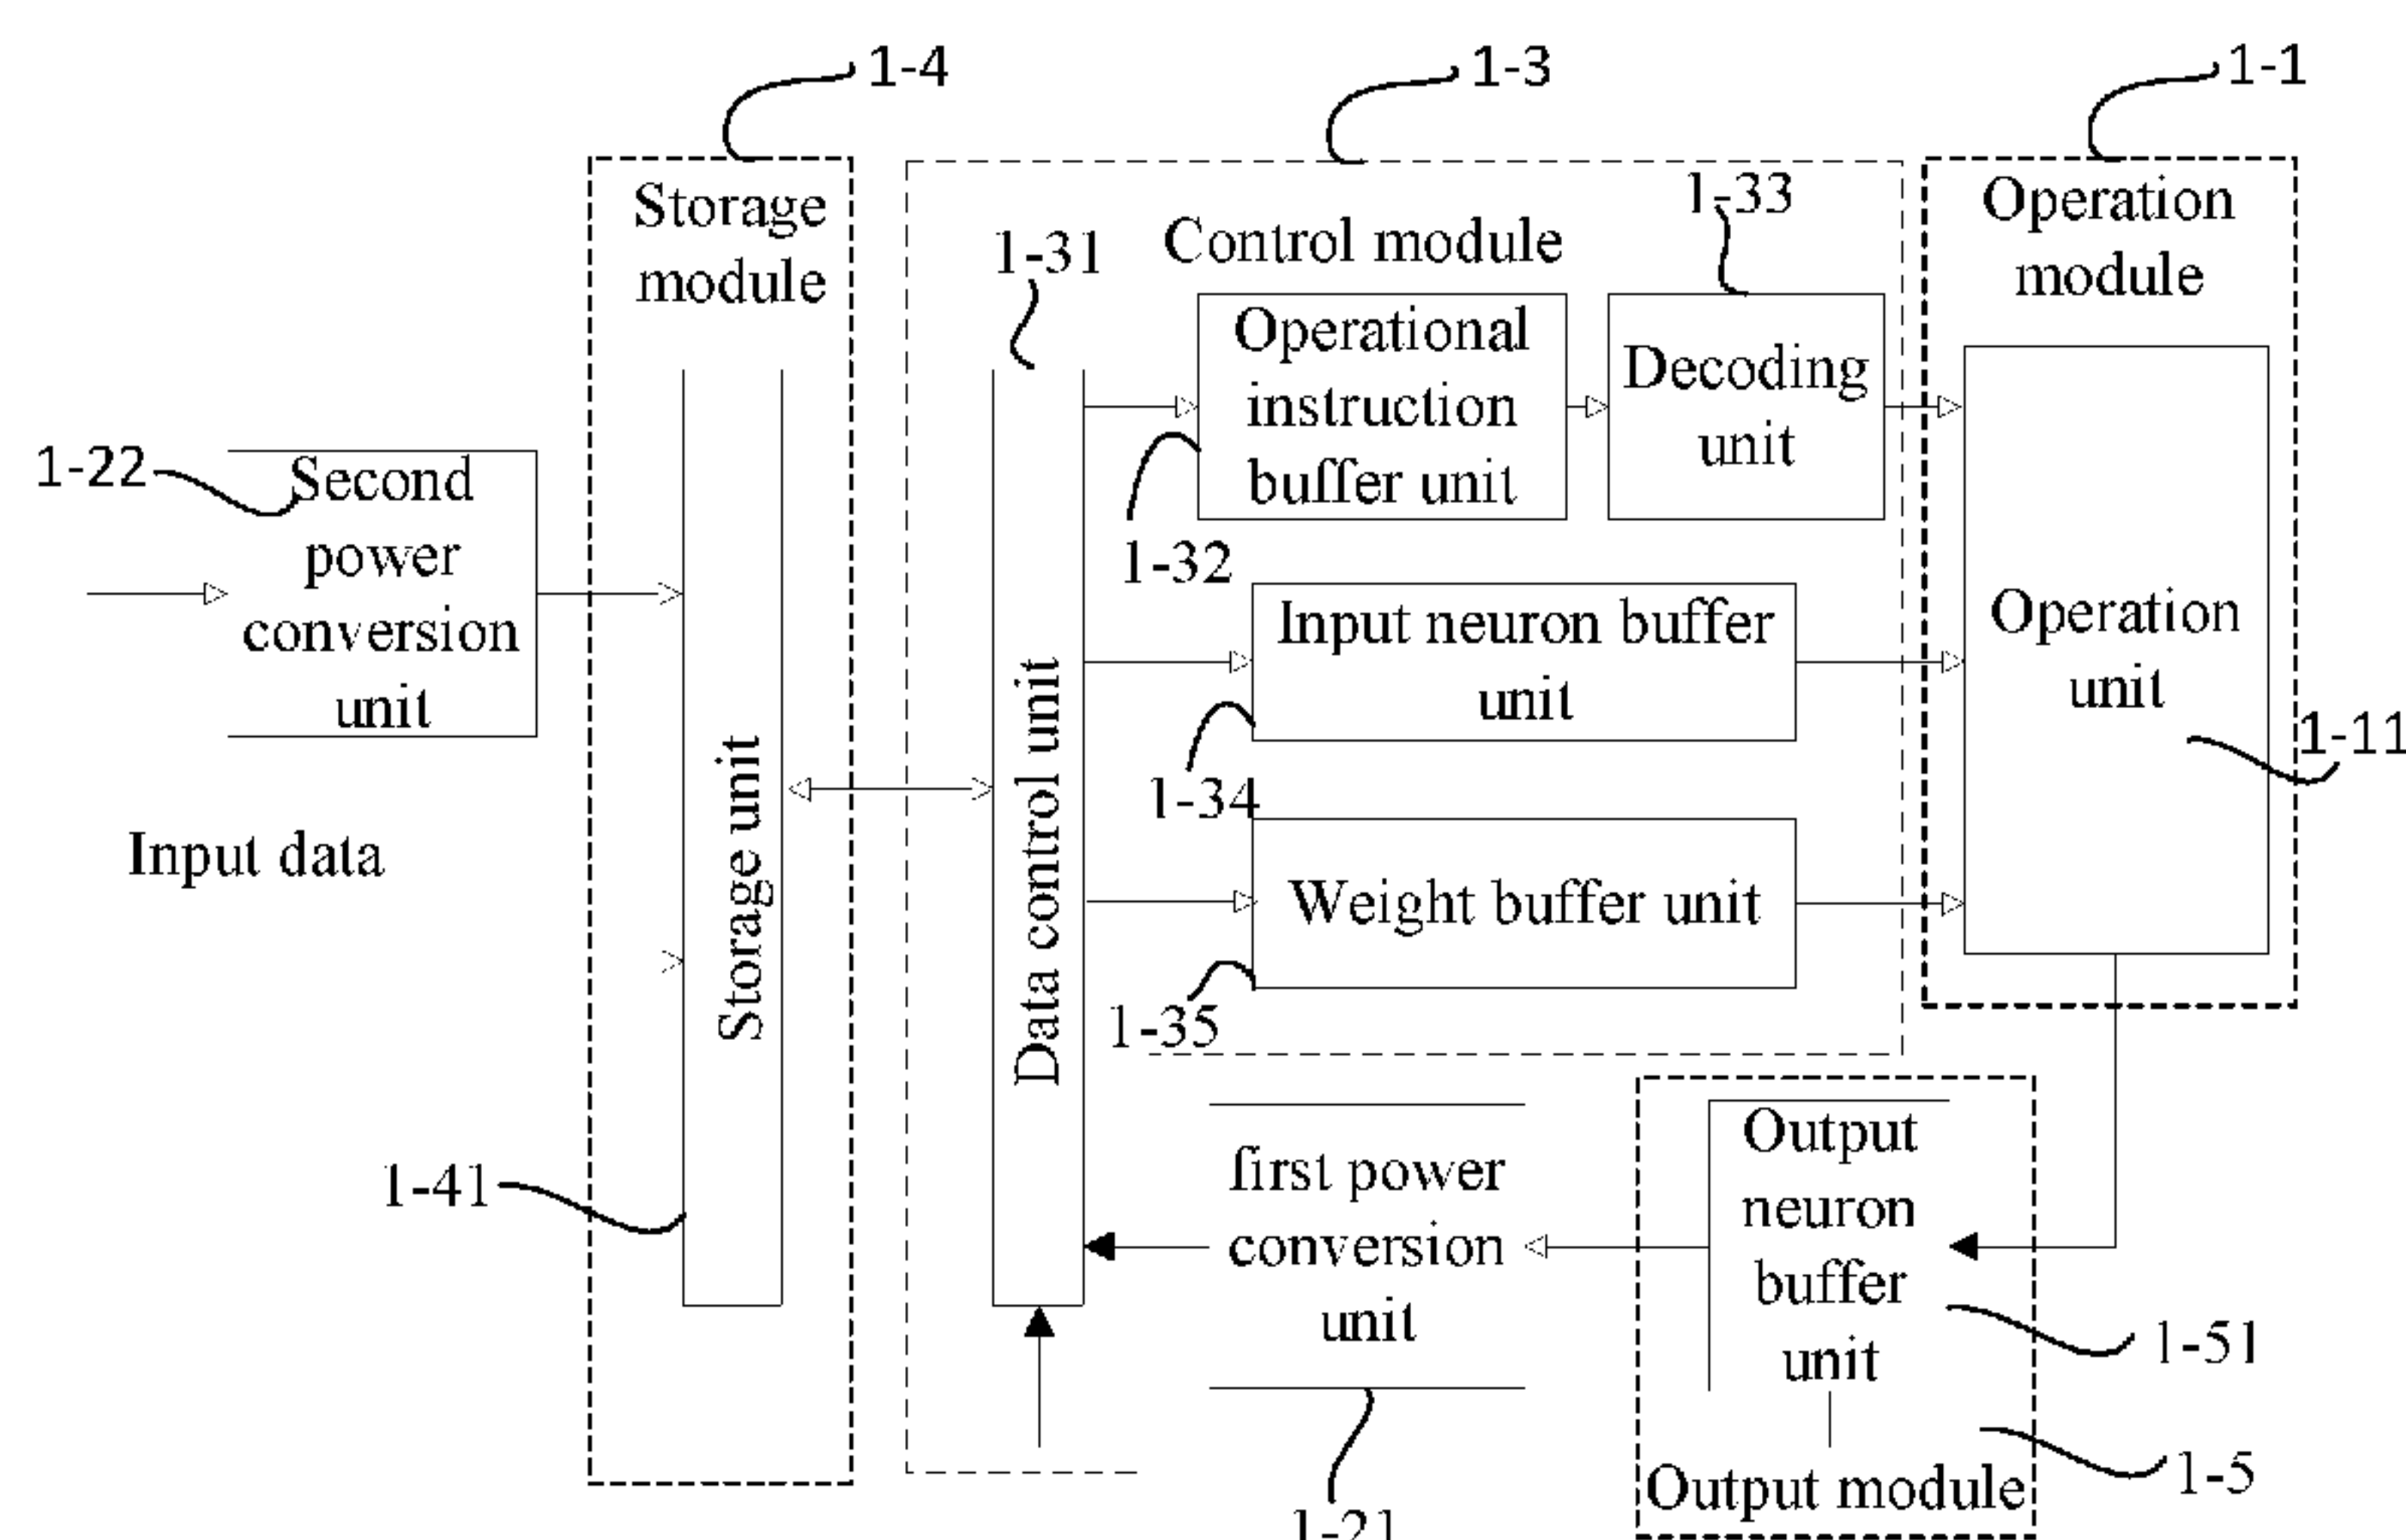 1-4
1-3
1-1
Storage
module
1-31
Control module
1-33
Operation
module
Operational
instruction
buffer unit
Decoding
unit
1-22
Second
power
conversion
unit
1-32
Input neuron buffer
unit
Operation
unit
1-11
1-34
Input data
Storage unit
Data control unit
Weight buffer unit
1-35
1-41
first power
conversion
unit
Output
neuron
buffer
unit
1-51
1-5
Output module
1-21